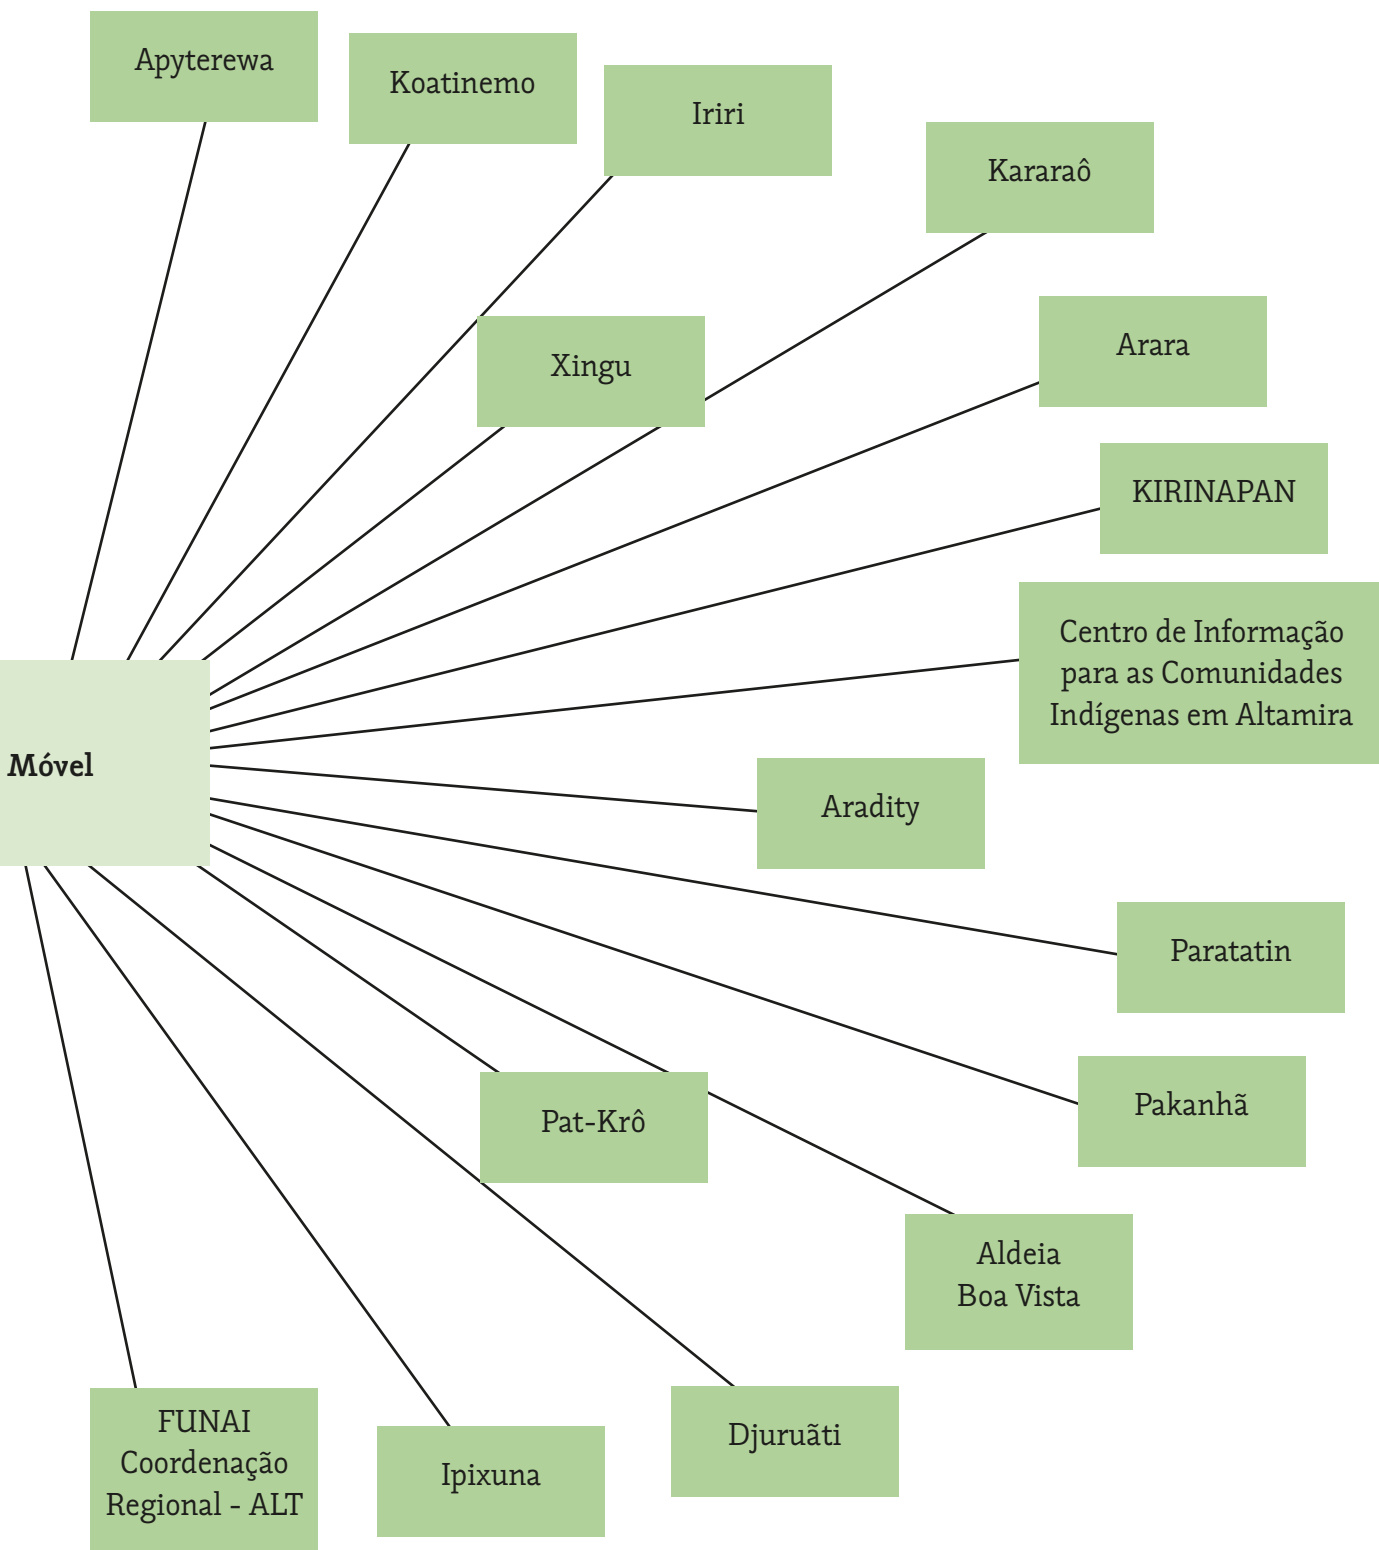 Apyterewa
Koatinemo
Iriri
Kararaô
Xingu
Arara
KIRINAPAN
Centro de Informação
para as Comunidades
Indígenas em Altamira
Móvel
Aradity
Paratatin
Pakanhã
Pat-Krô
Aldeia
Boa Vista
Djuruãti
FUNAI
Coordenação
Regional - ALT
Ipixuna